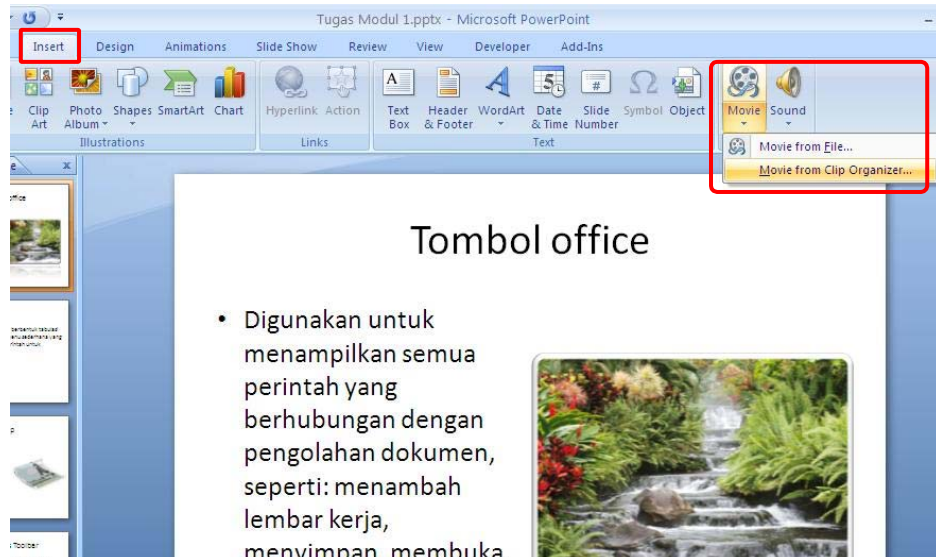 Tugas Modul 1.pptx - Microsoft PowerPoint
Insert Design Animations Slide Show Review View Developer Add-Ins
Clip Art
Photo Album
Shapes
SmartArt
Chart
Hyperlink
Action
Text Box
Header & Footer
WordArt
Date & Time
Slide Number
Symbol
Object
Movie
Sound
Illustrations
Links
Text
Movie from File...
Movie from Clip Organizer...
Tombol office
• Digunakan untuk
menampilkan semua
perintah yang
berhubungan dengan
pengolahan dokumen,
seperti: menambah
lembar kerja,
menyimpan, membuka